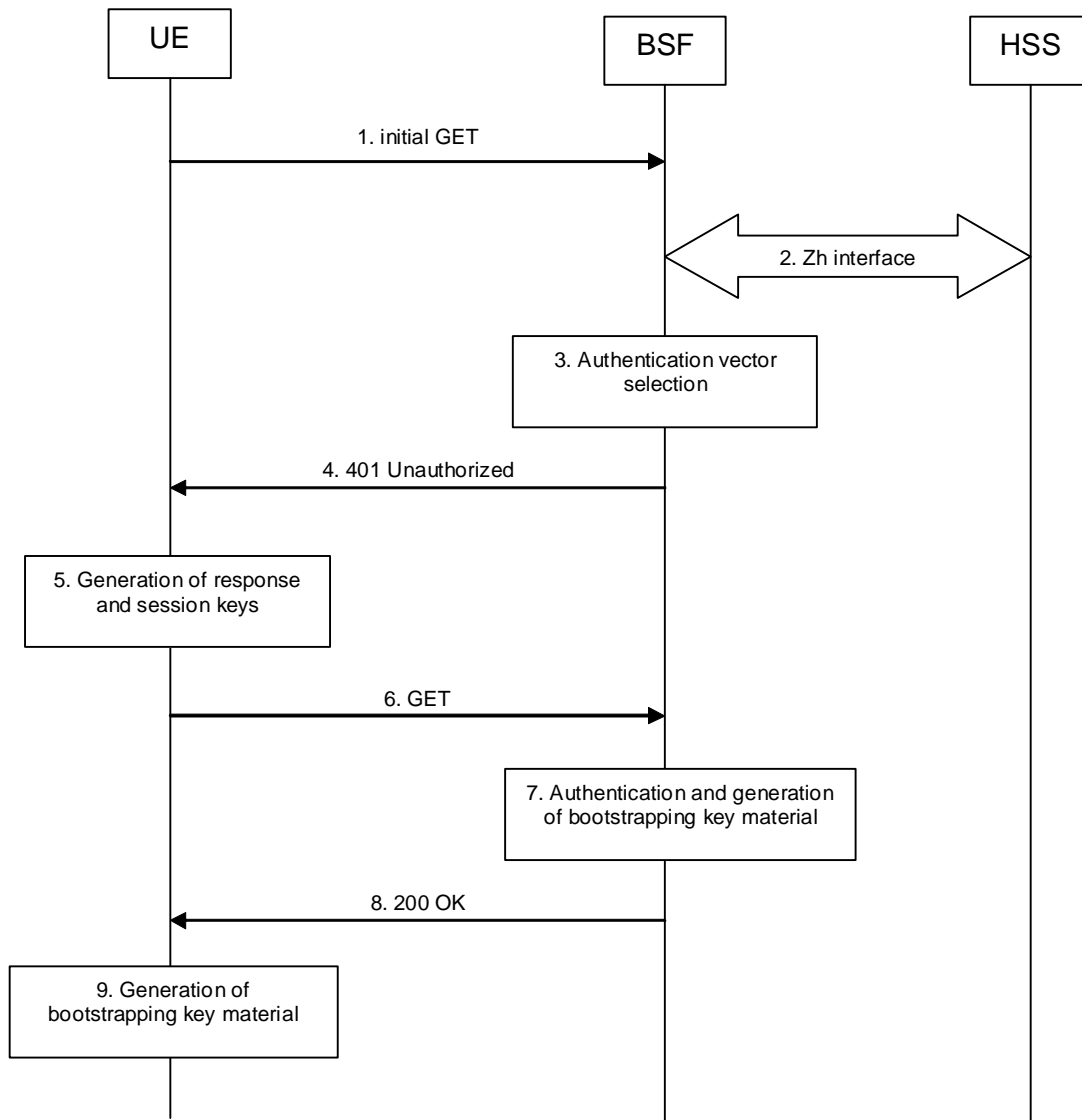 UE
BSF
HSS
1. initial GET
2. Zh interface
3. Authentication vector
selection
4. 401 Unauthorized
5. Generation of response
and session keys
6. GET
7. Authentication and generation
of bootstrapping key material
8. 200 OK
9. Generation of
bootstrapping key material